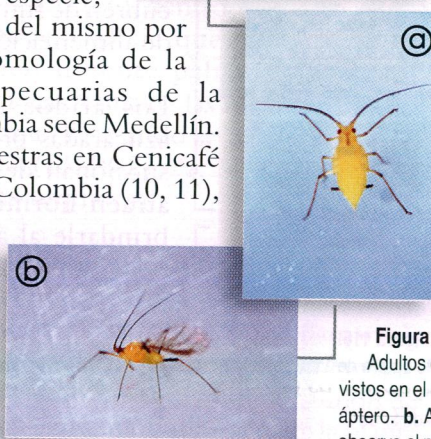 especie,
del mismo por
omología de la
pecuarias de la
bia sede Medellín.
estras en Cenicafé
Colombia (10, 11),
a
b
Figura
Adultos
vistos en el
áptero. b. A